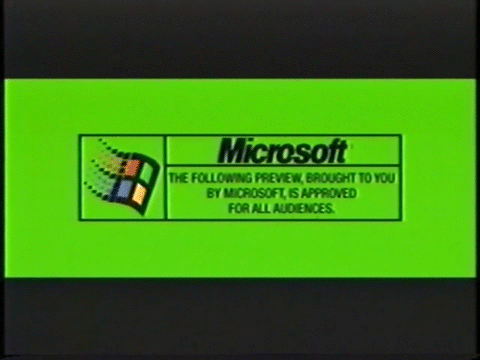 Microsoft
THE FOLLOWING PREVIEW, BROUGHT TO YOU
BY MICROSOFT, IS APPROVED
FOR ALL AUDIENCES.